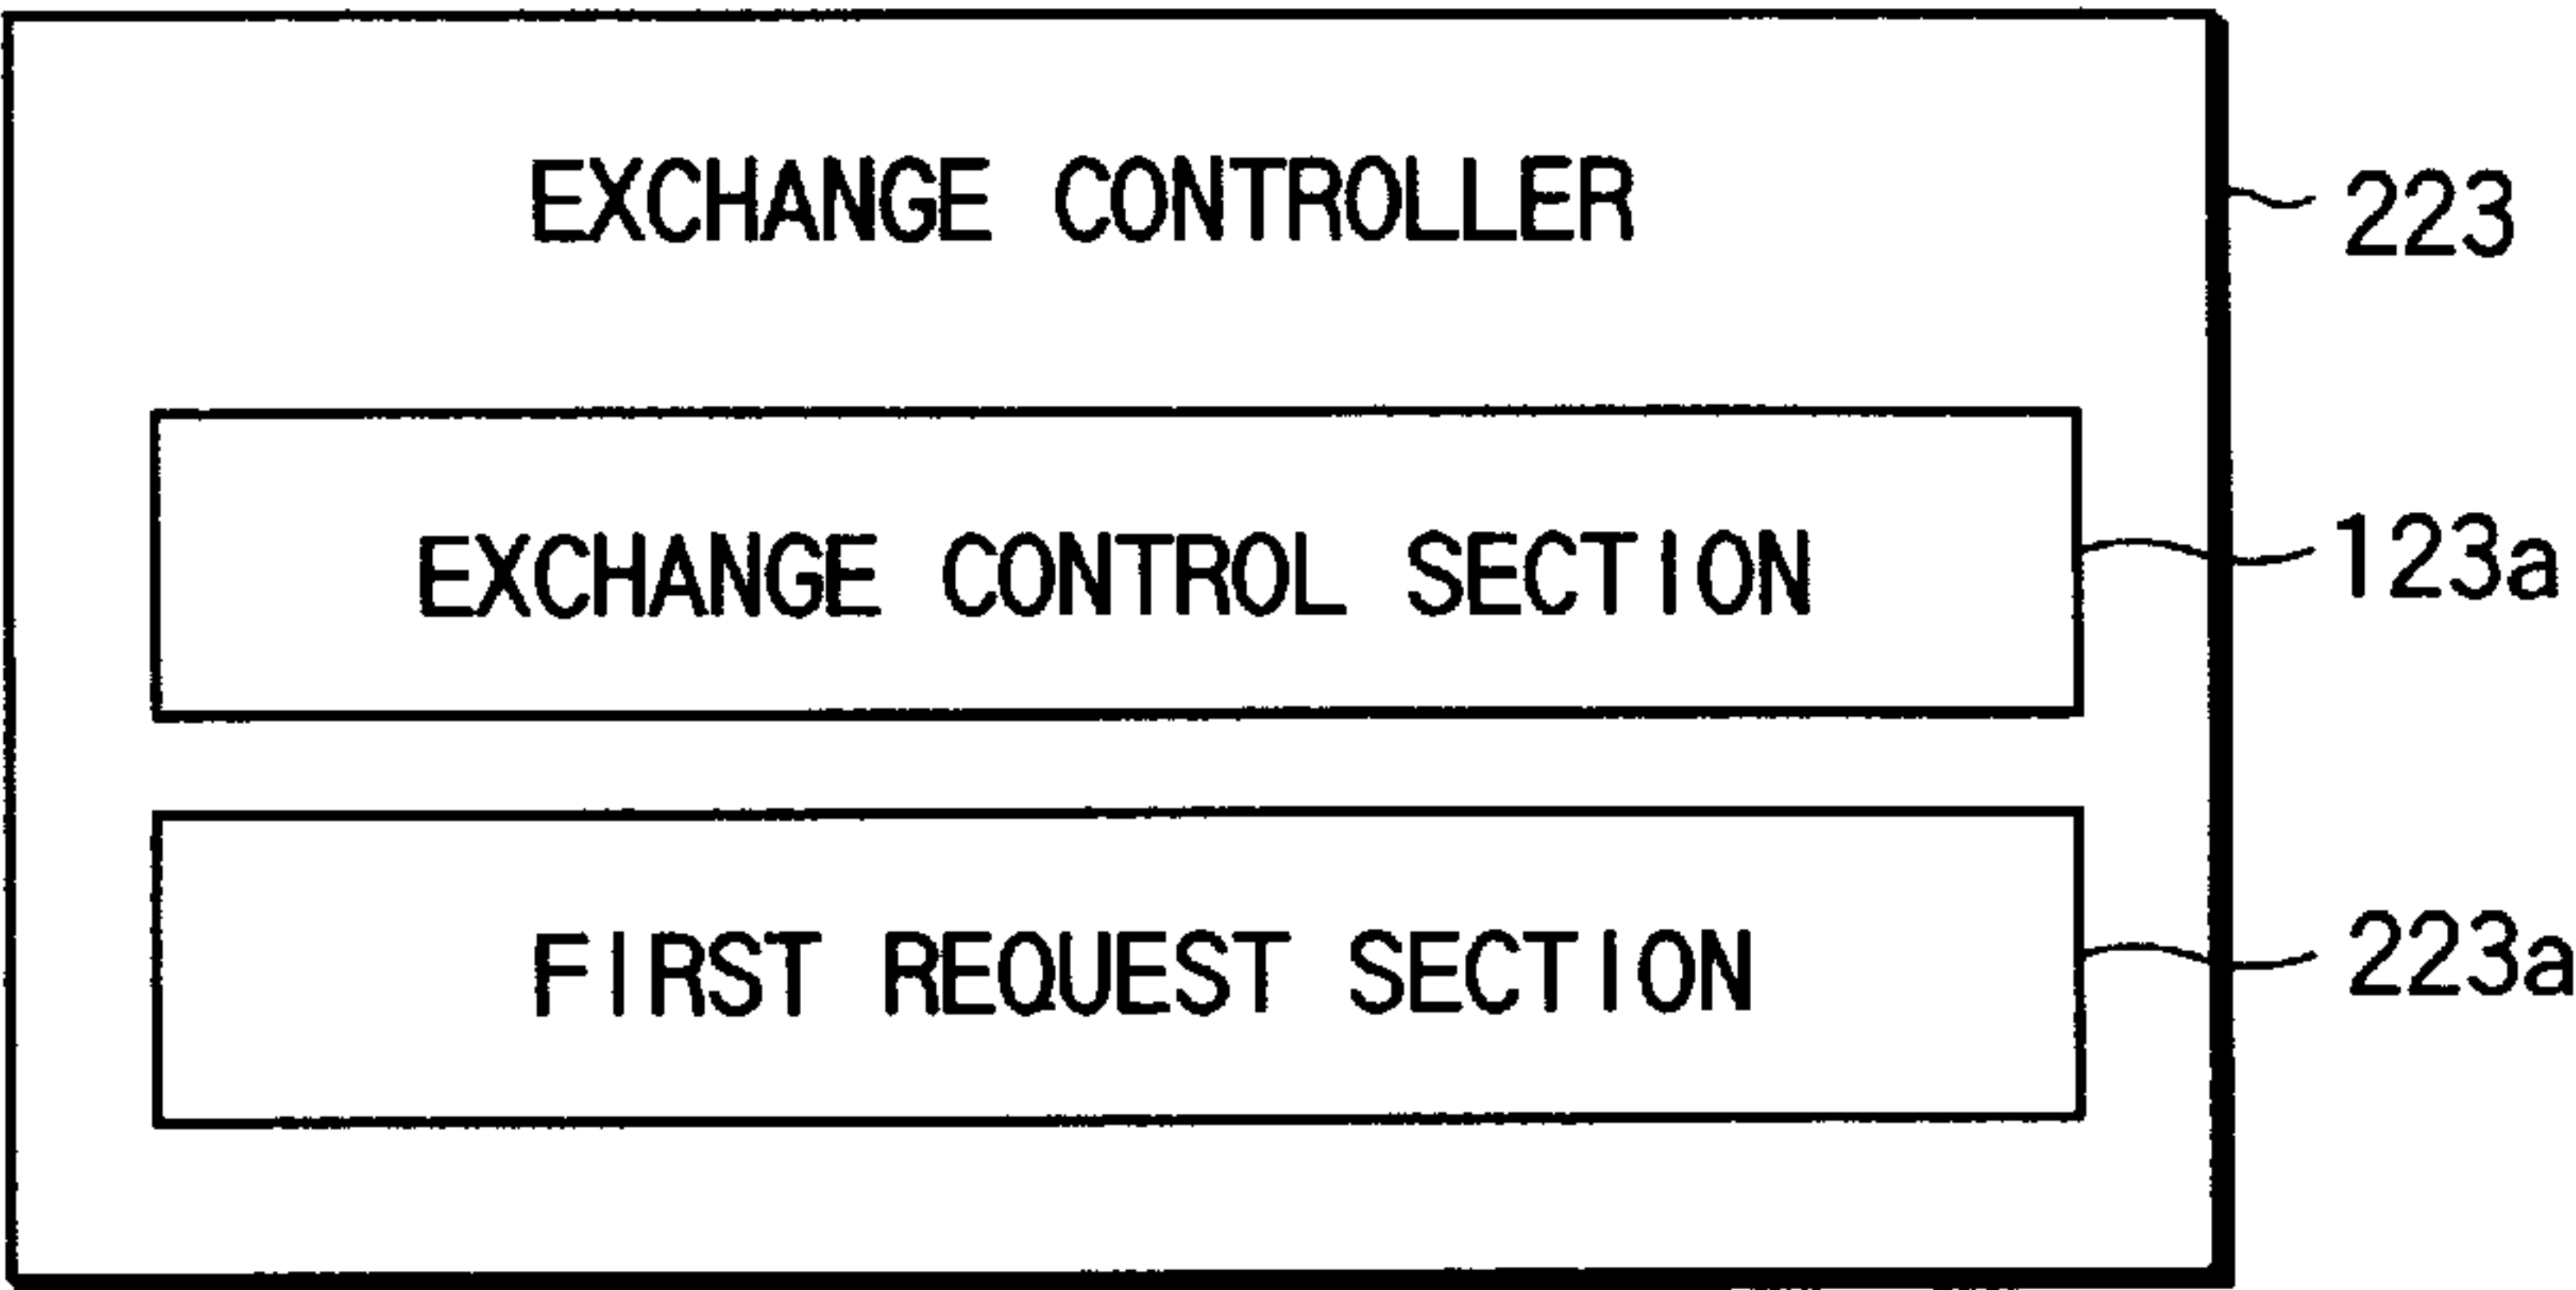 EXCHANGE CONTROLLER
223
EXCHANGE CONTROL SECTION
123a
FIRST REQUEST SECTION
223a